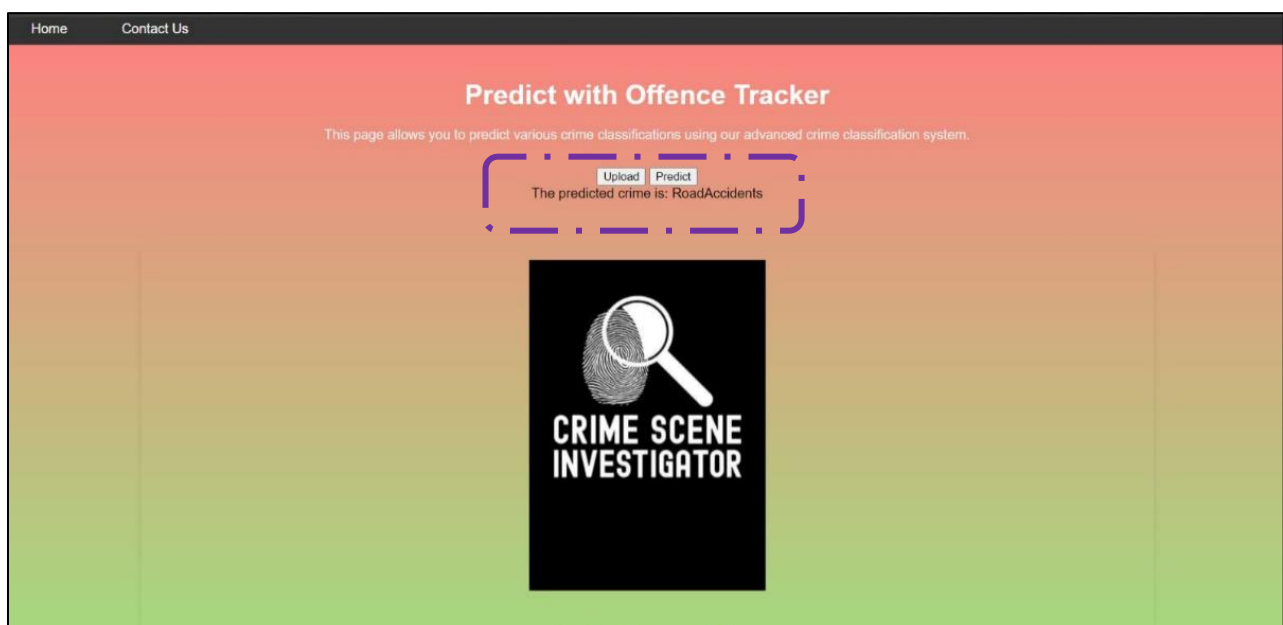 Home Contact Us
Predict with Offence Tracker
This page allows you to predict various crime classifications using our advanced crime classification system.
Upload Predict
The predicted crime is: RoadAccidents
CRIME SCENE
INVESTIGATOR